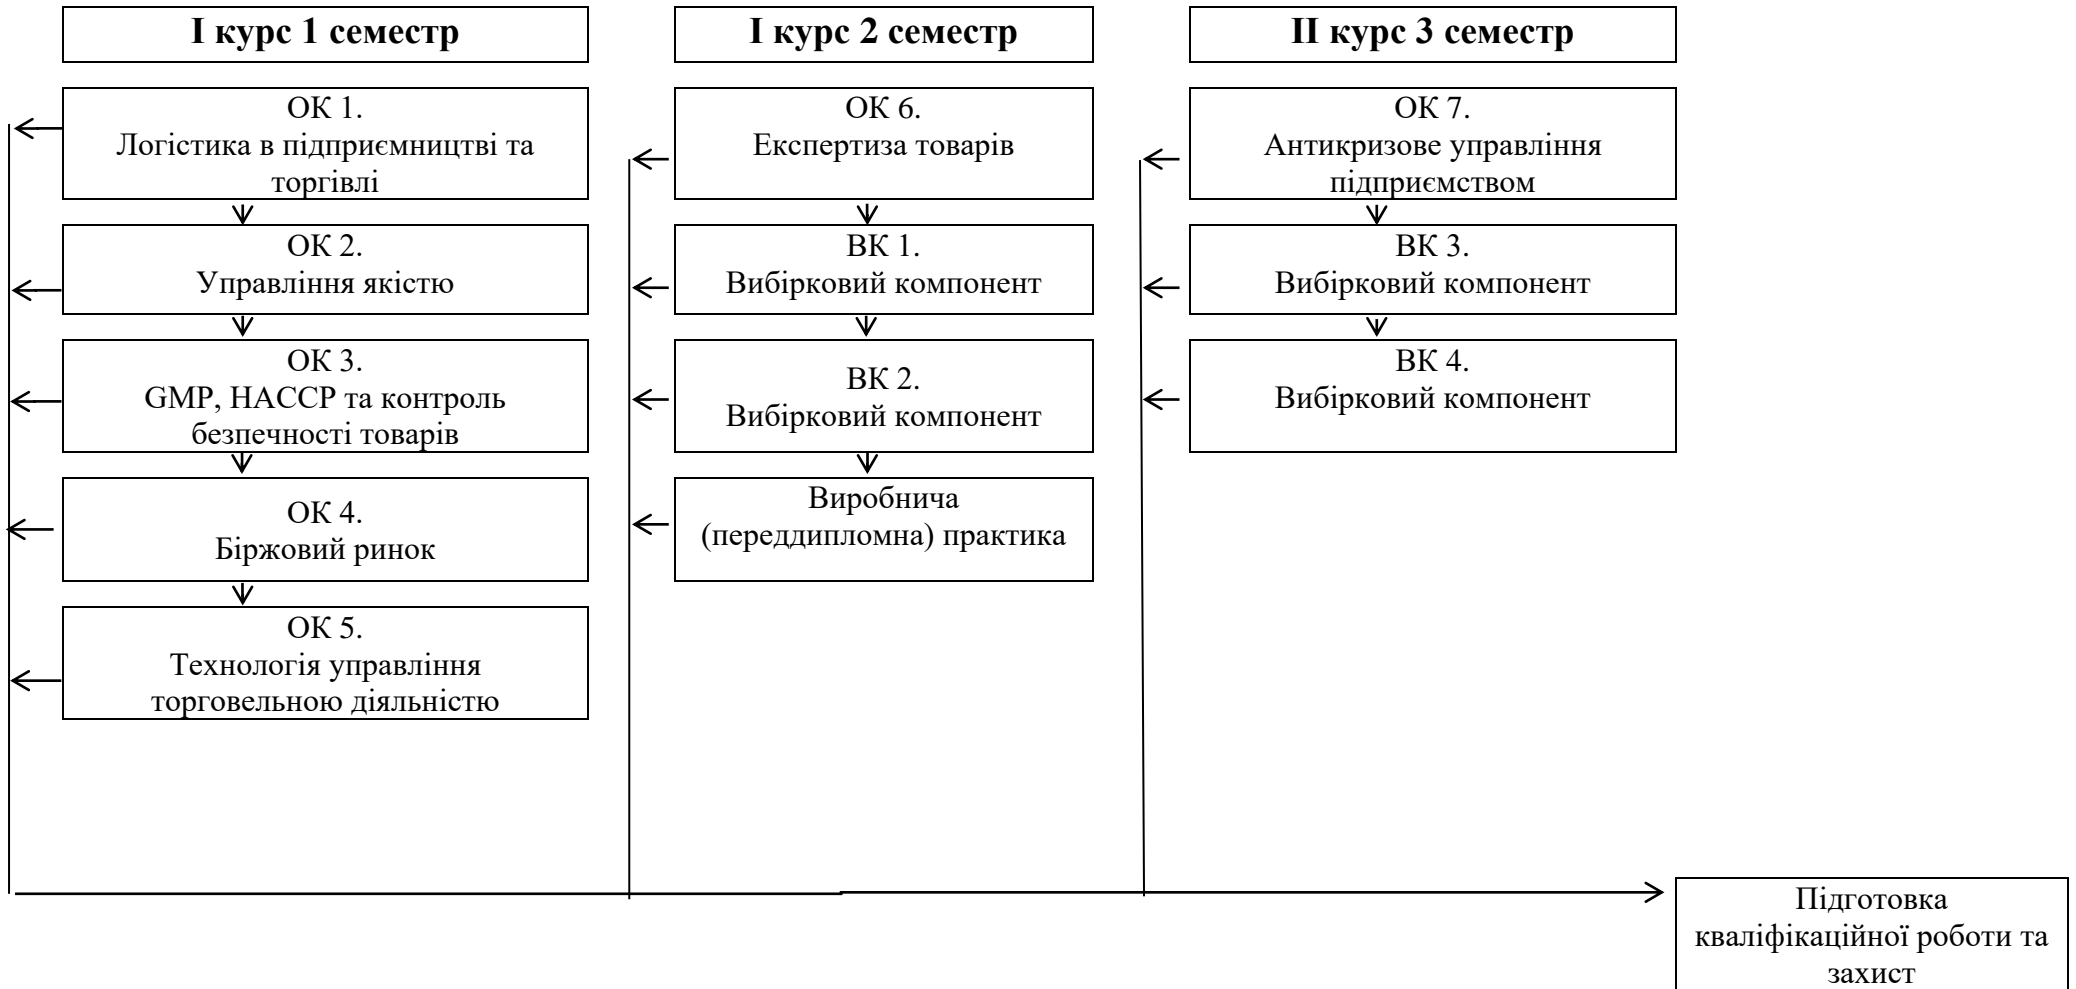 І курс 1 семестр
І курс 2 семестр
ІІ курс 3 семестр
ОК 1.
Логістика в підприємництві та
торгівлі
ОК 2.
Управління якістю
ОК 3.
GMP, HACCP та контроль
безпечності товарів
ОК 4.
Біржовий ринок
ОК 5.
Технологія управління
торговельною діяльністю
ОК 6.
Експертиза товарів
ВК 1.
Вибірковий компонент
ВК 2.
Вибірковий компонент
Виробнича
(переддипломна) практика
ОК 7.
Антикризове управління
підприємством
ВК 3.
Вибірковий компонент
ВК 4.
Вибірковий компонент
Підготовка
кваліфікаційної роботи та
захист